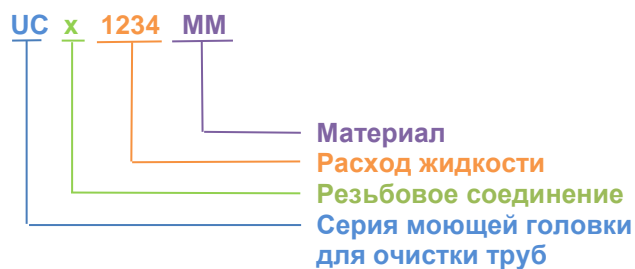 UC x 1234 MM
Материал
Расход жидкости
Резьбовое соединение
Серия моющей головки
для очистки труб